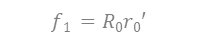 f₁ = R₀r₀′